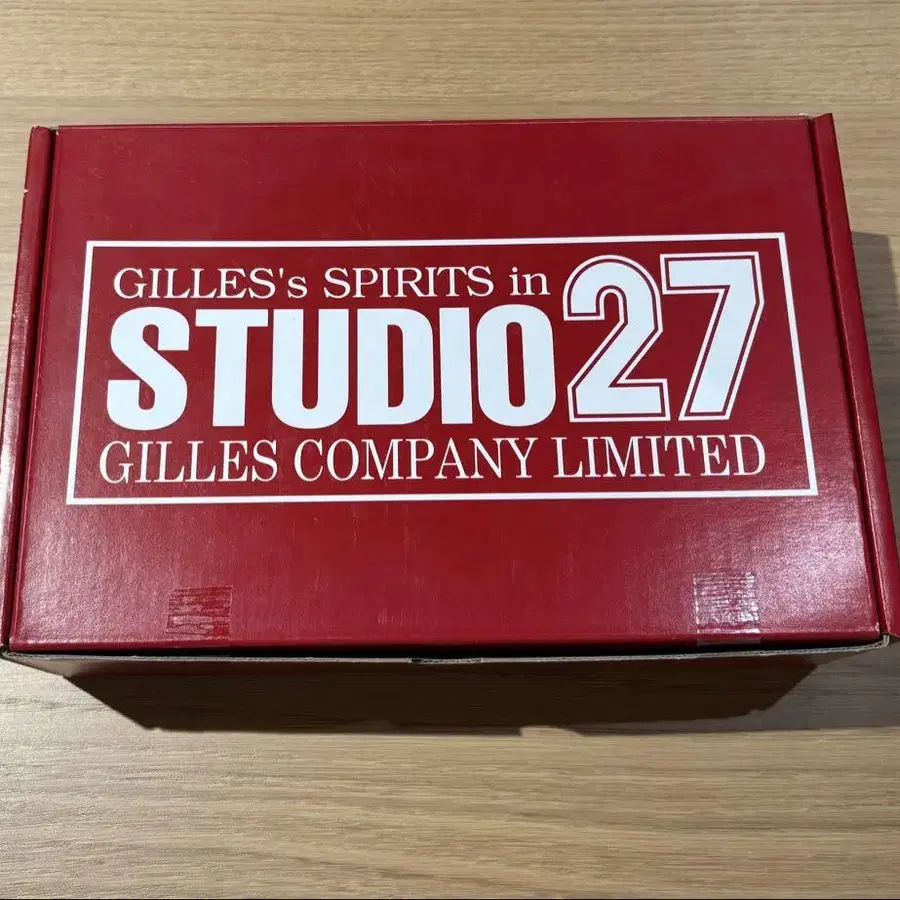 GILLES's SPIRITS in
STUDIO27
GILLES COMPANY LIMITED